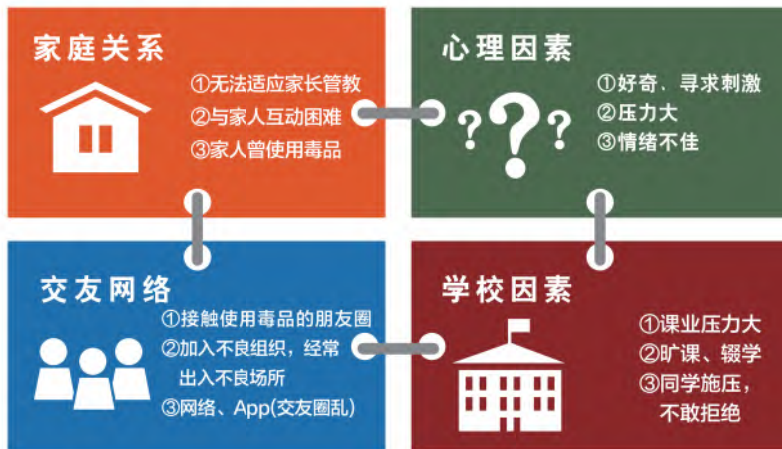 家庭关系
①无法适应家长管教
②与家人互动困难
③家人曾使用毒品
心理因素
①好奇、寻求刺激
②压力大
③情绪不佳
? ? ?
交友网络
①接触使用毒品的朋友圈
②加入不良组织，经常
出入不良场所
③网络、App(交友圈乱)
学校因素
①课业压力大
②旷课、辍学
③同学施压，
不敢拒绝